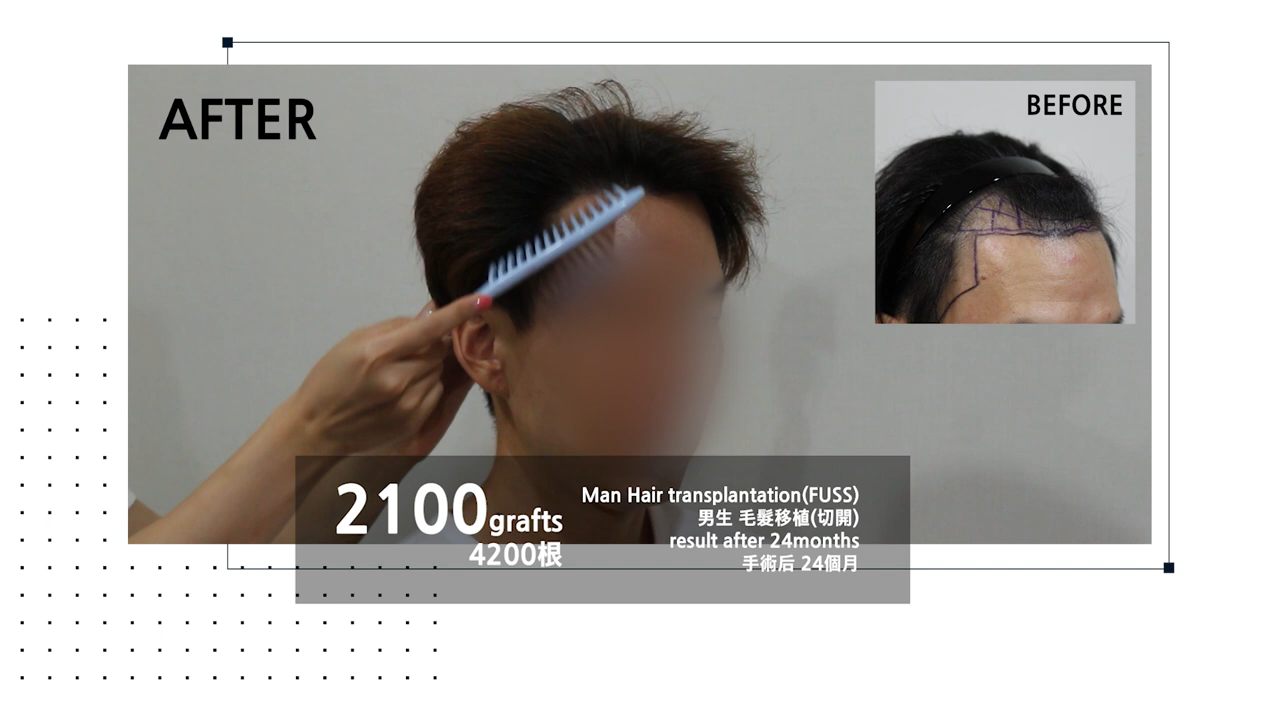 AFTER
BEFORE
2100grafts
4200根
Man Hair transplantation(FUSS)
男生 毛髮移植(切開)
result after 24months
手術后 24個月